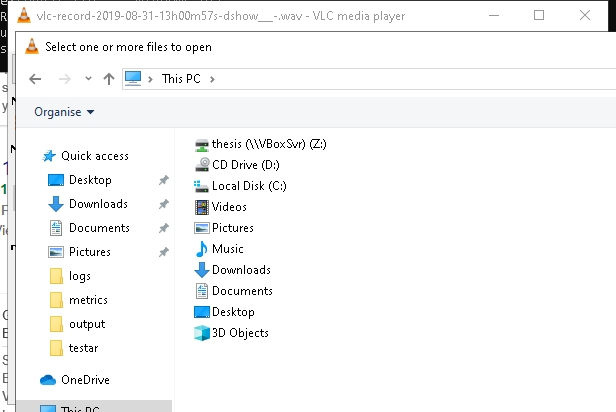 vlc-record-2019-08-31-13h00m57s-dshow___-.wav - VLC media player
Select one or more files to open
This PC
Organise
Quick access
Desktop
Downloads
Documents
Pictures
logs
metrics
output
testar
OneDrive
This PC
thesis (\\VBoxSvr) (Z:)
CD Drive (D:)
Local Disk (C:)
Videos
Pictures
Music
Downloads
Documents
Desktop
3D Objects